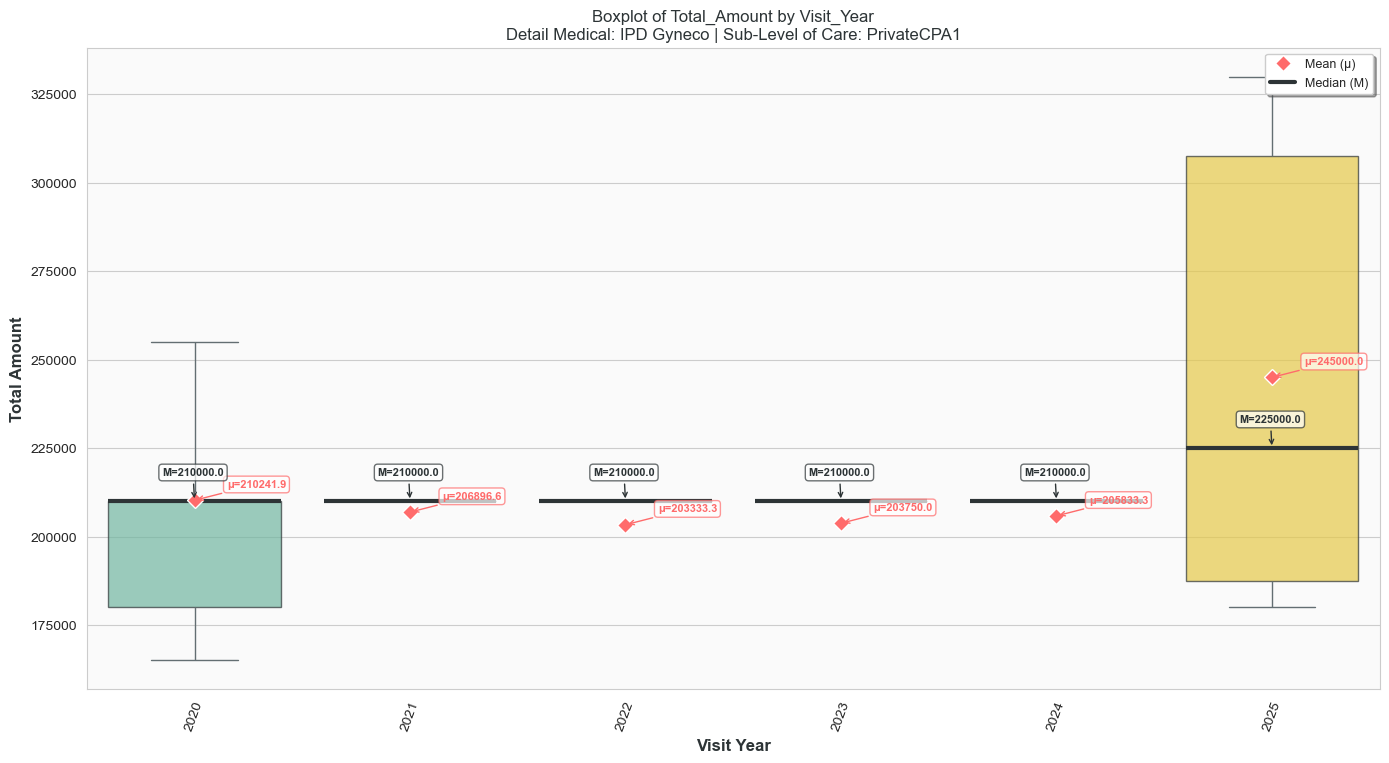 Boxplot of Total_Amount by Visit_Year
Detail Medical: IPD Gyneco | Sub-Level of Care: PrivateCPA1
Mean (μ)
Median (M)
Total Amount
325000
300000
275000
250000
225000
200000
175000
M=210000.0
μ=210241.9
M=210000.0
μ=206896.6
M=210000.0
μ=203333.3
M=210000.0
μ=203750.0
M=210000.0
μ=205833.3
μ=245000.0
M=225000.0
2020
2021
2022
2023
2024
2025
Visit Year